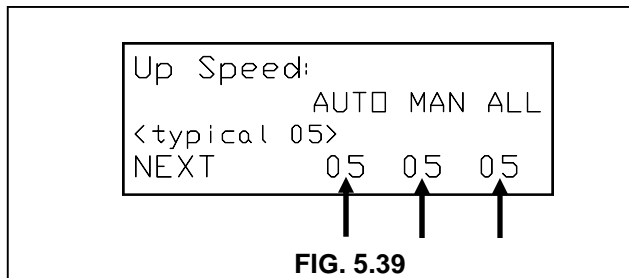 Up Speed:
AUTO MAN ALL
<typical 05>
NEXT 05 05 05
FIG. 5.39